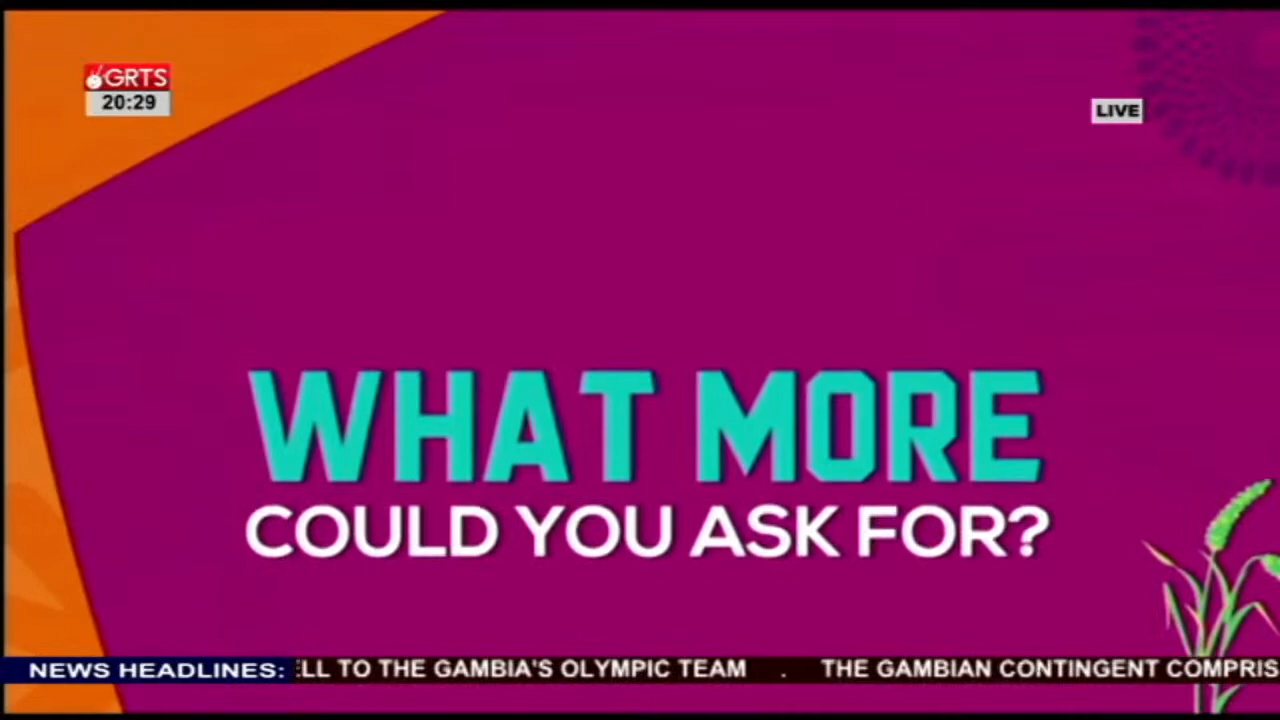 GRTS
20:29
LIVE
WHAT MORE
COULD YOU ASK FOR?
NEWS HEADLINES: ELL TO THE GAMBIA'S OLYMPIC TEAM . THE GAMBIAN CONTINGENT COMPRIS